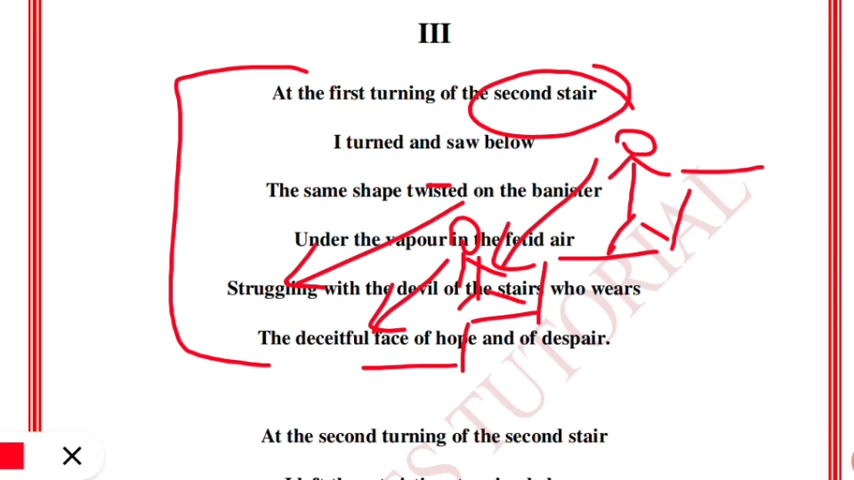 III
At the first turning of the second stair
I turned and saw below
The same shape twisted on the banister
Under the vapour in the fetid air
Struggling with the devil of the stairs who wears
The deceitful face of hope and of despair.
At the second turning of the second stair
TUTORIAL